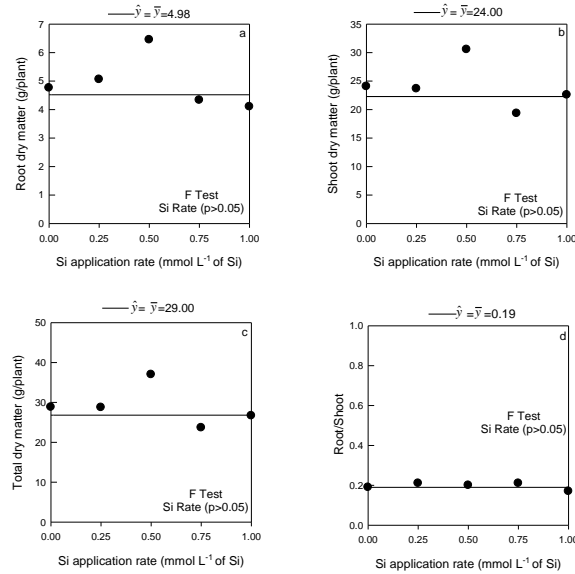 ŷ = ȳ=4.98
a
Root dry matter (g/plant)
7
6
5
4
3
2
1
0
F Test
Si Rate (p>0.05)
0.00 0.25 0.50 0.75 1.00
Si application rate (mmol L⁻¹ of Si)
ŷ = ȳ=24.00
b
Shoot dry matter (g/plant)
35
30
25
20
15
10
5
0
F Test
Si Rate (p>0.05)
0.00 0.25 0.50 0.75 1.00
Si application rate (mmol L⁻¹ of Si)
ŷ = ȳ=29.00
c
Total dry matter (g/plant)
50
40
30
20
10
0
F Test
Si Rate (p>0.05)
0.00 0.25 0.50 0.75 1.00
Si application rate (mmol L⁻¹ of Si)
ŷ = ȳ=0.19
d
Root/Shoot
1.0
0.8
0.6
0.4
0.2
0.0
F Test
Si Rate (p>0.05)
0.00 0.25 0.50 0.75 1.00
Si application rate (mmol L⁻¹ of Si)